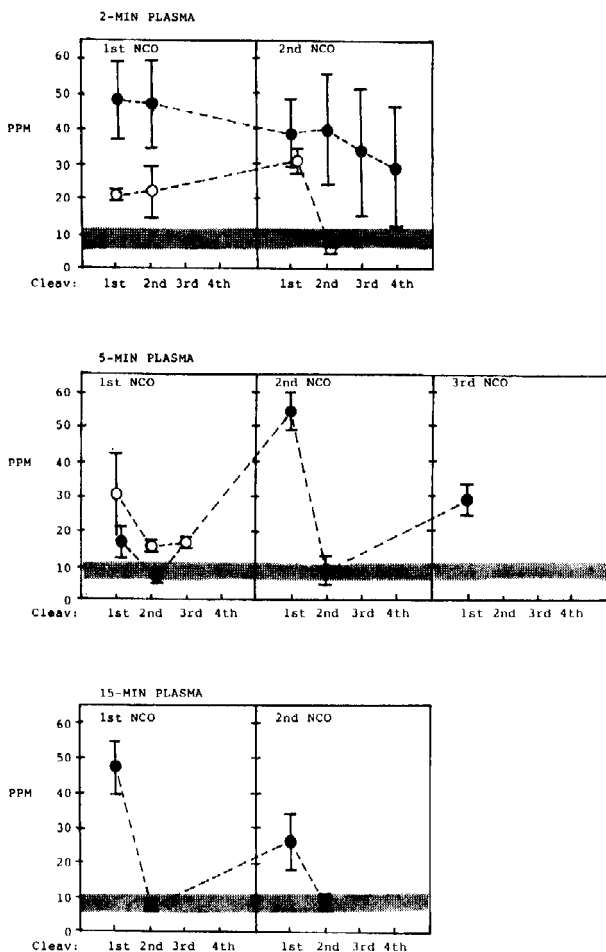 2-MIN PLASMA
60
1st NCO
2nd NCO
50
PPM
40
30
20
10
0
Cleav: 1st 2nd 3rd 4th 1st 2nd 3rd 4th
5-MIN PLASMA
60
1st NCO
2nd NCO
3rd NCO
50
PPM
40
30
20
10
0
Cleav: 1st 2nd 3rd 4th 1st 2nd 3rd 4th 1st 2nd 3rd 4th
15-MIN PLASMA
60
1st NCO
2nd NCO
50
PPM
40
30
20
10
0
Cleav: 1st 2nd 3rd 4th 1st 2nd 3rd 4th